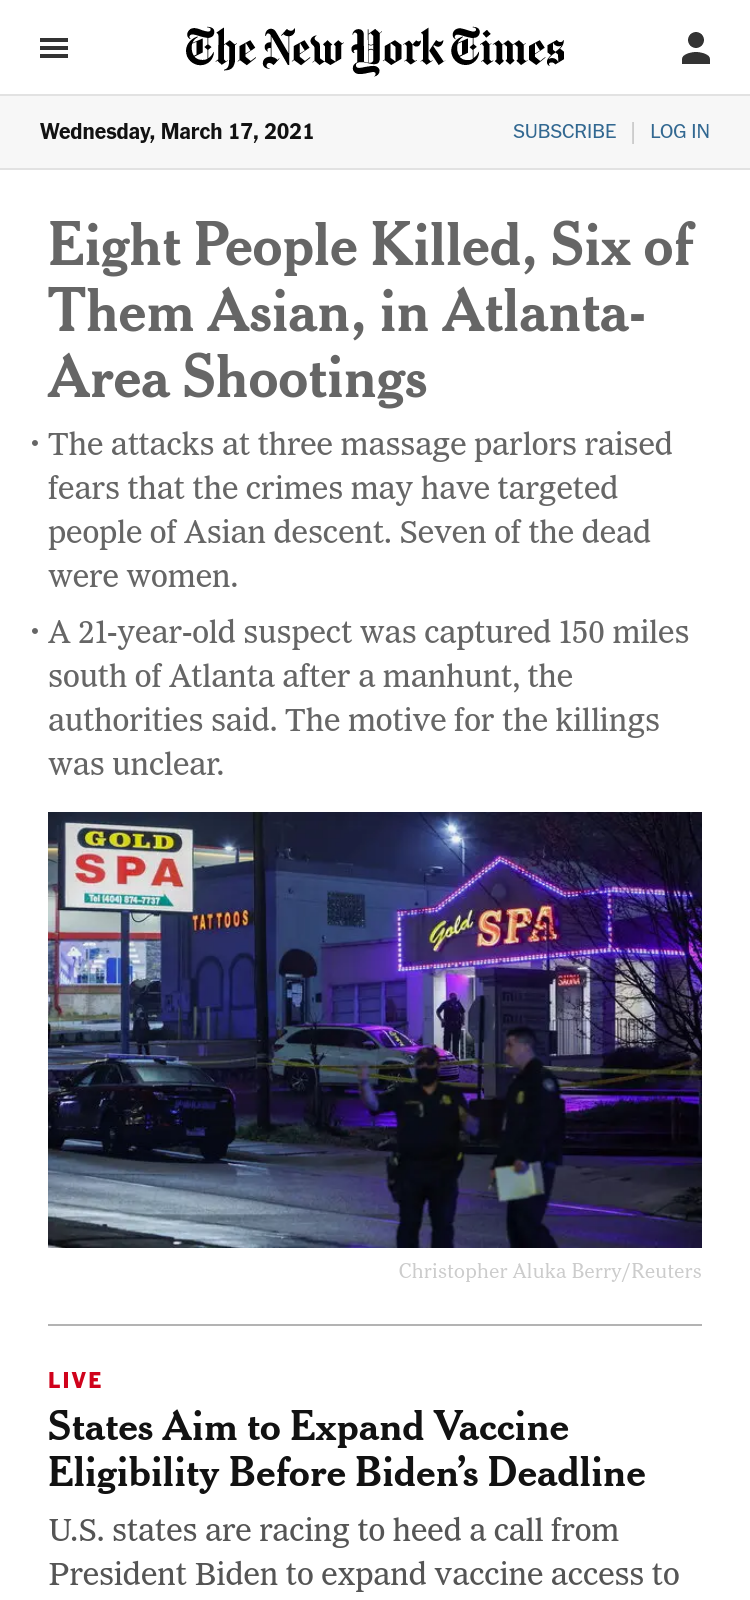 The New York Times
Wednesday, March 17, 2021
SUBSCRIBE | LOG IN
Eight People Killed, Six of
Them Asian, in Atlanta-
Area Shootings
• The attacks at three massage parlors raised
fears that the crimes may have targeted
people of Asian descent. Seven of the dead
were women.
• A 21-year-old suspect was captured 150 miles
south of Atlanta after a manhunt, the
authorities said. The motive for the killings
was unclear.
GOLD
SPA
Tel (404) 874-7737
TATTOOS
Gold SPA
SAUNA
Christopher Aluka Berry/Reuters
LIVE
States Aim to Expand Vaccine
Eligibility Before Biden’s Deadline
U.S. states are racing to heed a call from
President Biden to expand vaccine access to